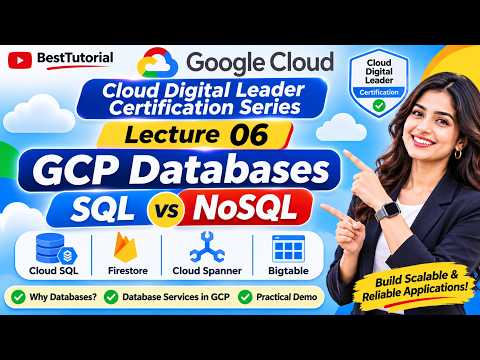 BestTutorial
Google Cloud
Cloud Digital Leader
Certification Series
Cloud
Digital
Leader
Certification
Lecture 06
GCP Databases
SQL vs NoSQL
Cloud SQL
Firestore
Cloud Spanner
Bigtable
Why Databases?
Database Services in GCP
Practical Demo
Build Scalable &
Reliable Applications!